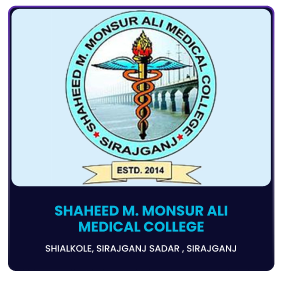 SHAHEED M. MONSUR ALI MEDICAL COLLEGE
★ SIRAJGANJ ★
ESTD. 2014
SHAHEED M. MONSUR ALI
MEDICAL COLLEGE
SHIALKOLE, SIRAJGANJ SADAR , SIRAJGANJ